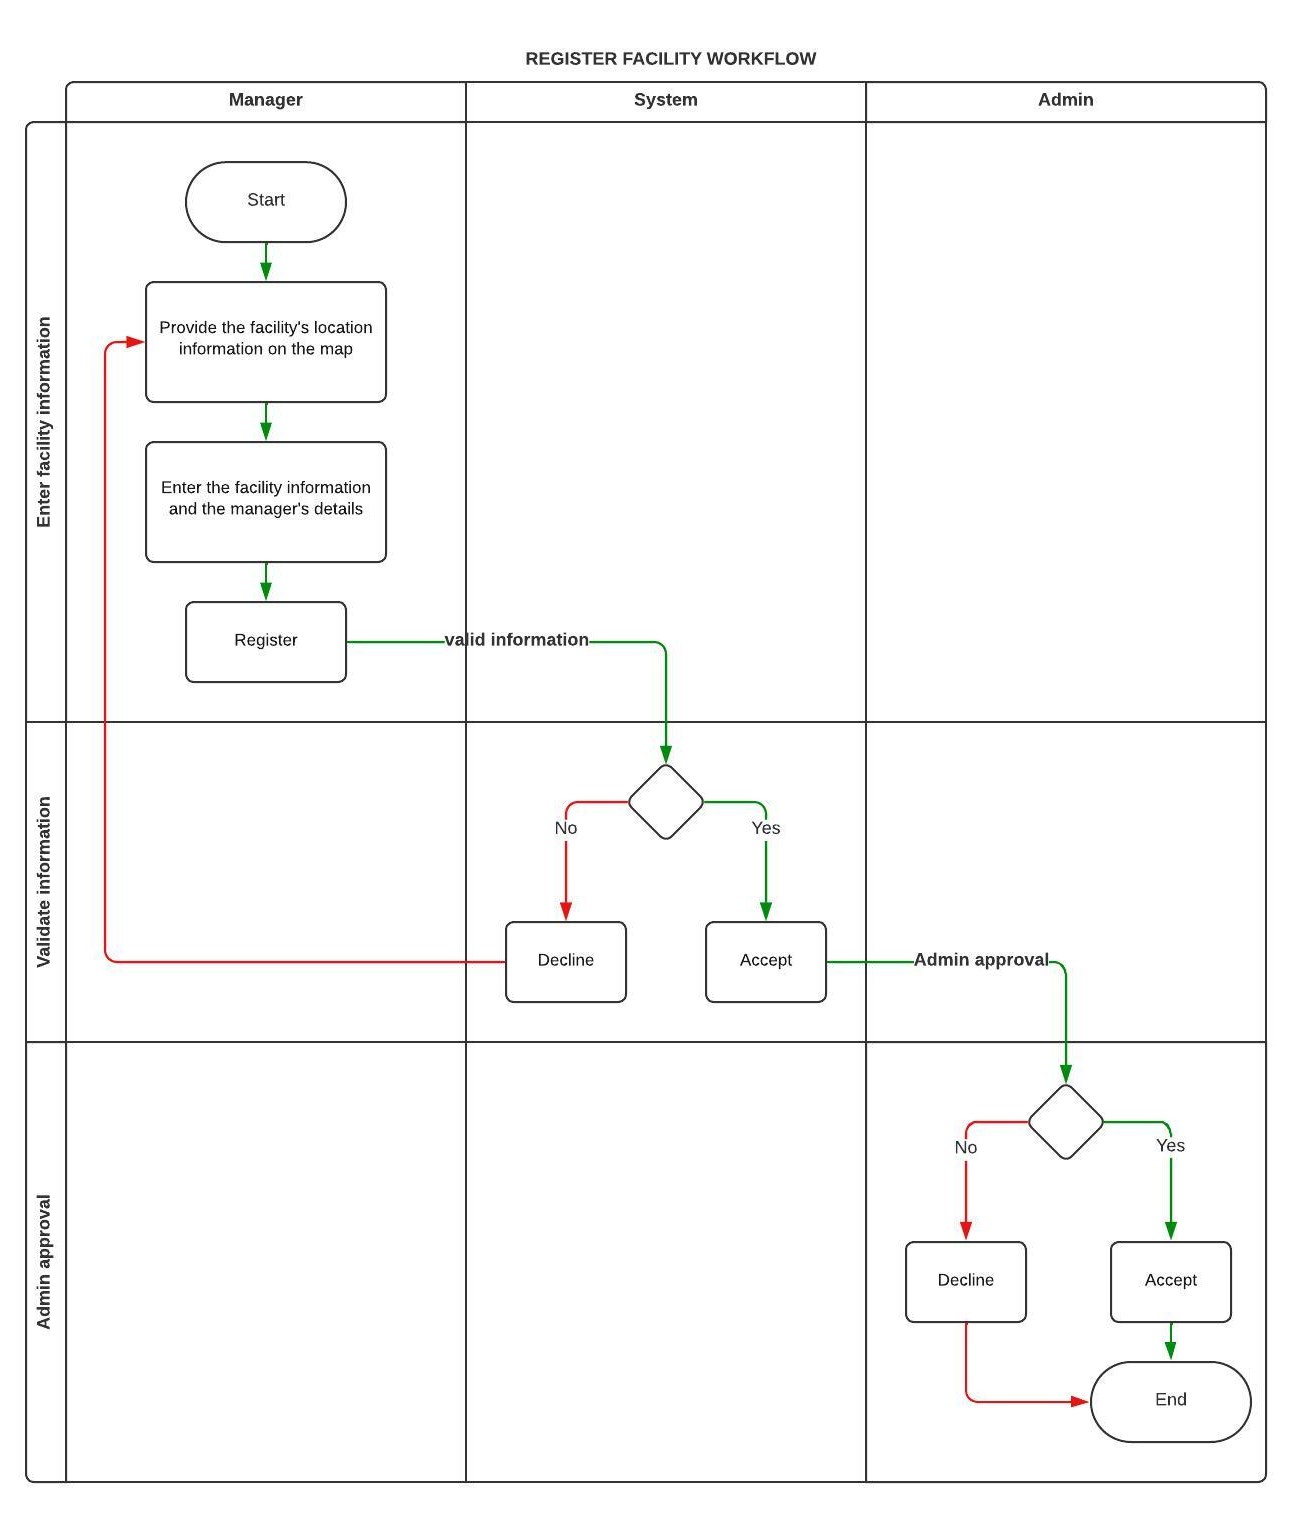 REGISTER FACILITY WORKFLOW
Manager
System
Admin
Enter facility information
Start
Provide the facility's location
information on the map
Enter the facility information
and the manager's details
Register
valid information
Validate information
No
Yes
Decline
Accept
Admin approval
Admin approval
No
Yes
Decline
Accept
End